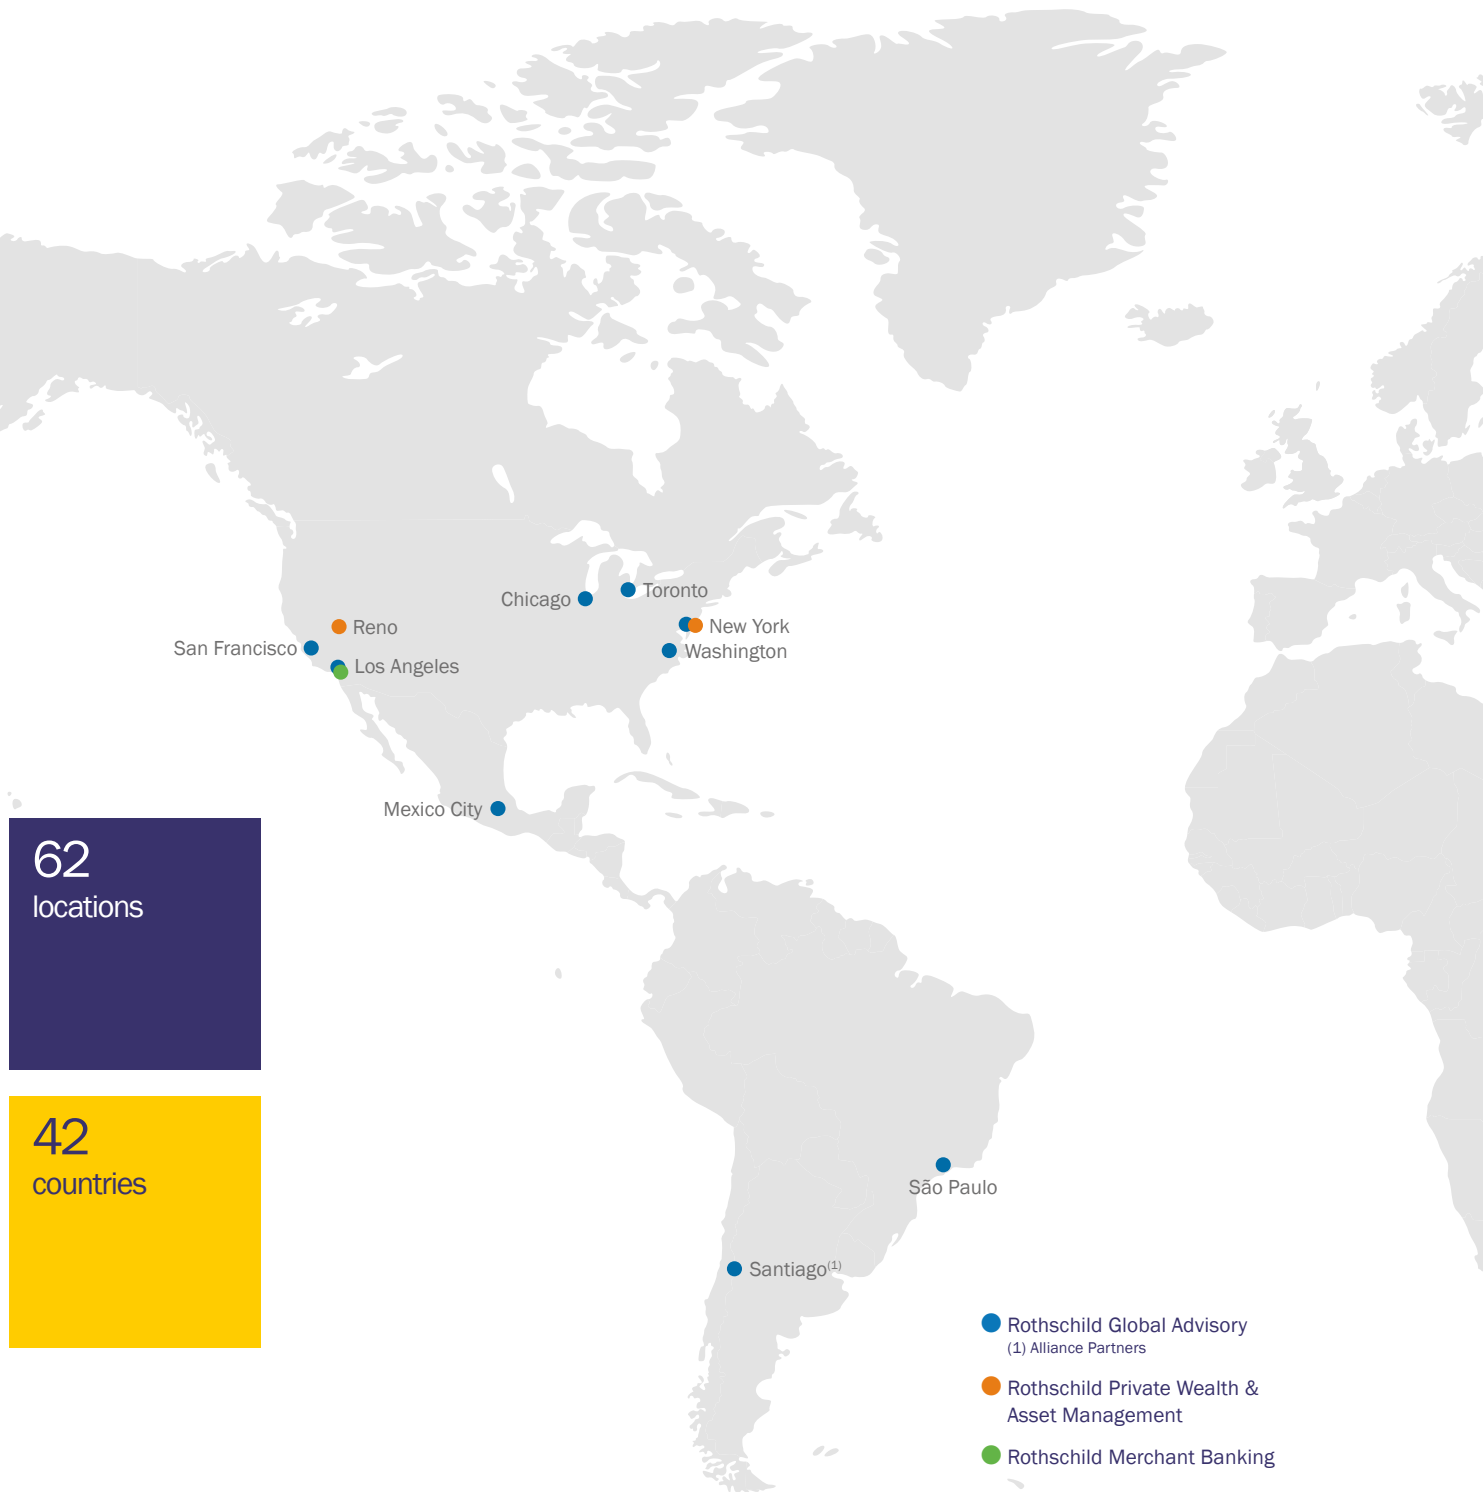 Chicago
Toronto
Reno
New York
San Francisco
Washington
Los Angeles
Mexico City
62
locations
42
countries
São Paulo
Santiago(1)
Rothschild Global Advisory
(1) Alliance Partners
Rothschild Private Wealth &
Asset Management
Rothschild Merchant Banking